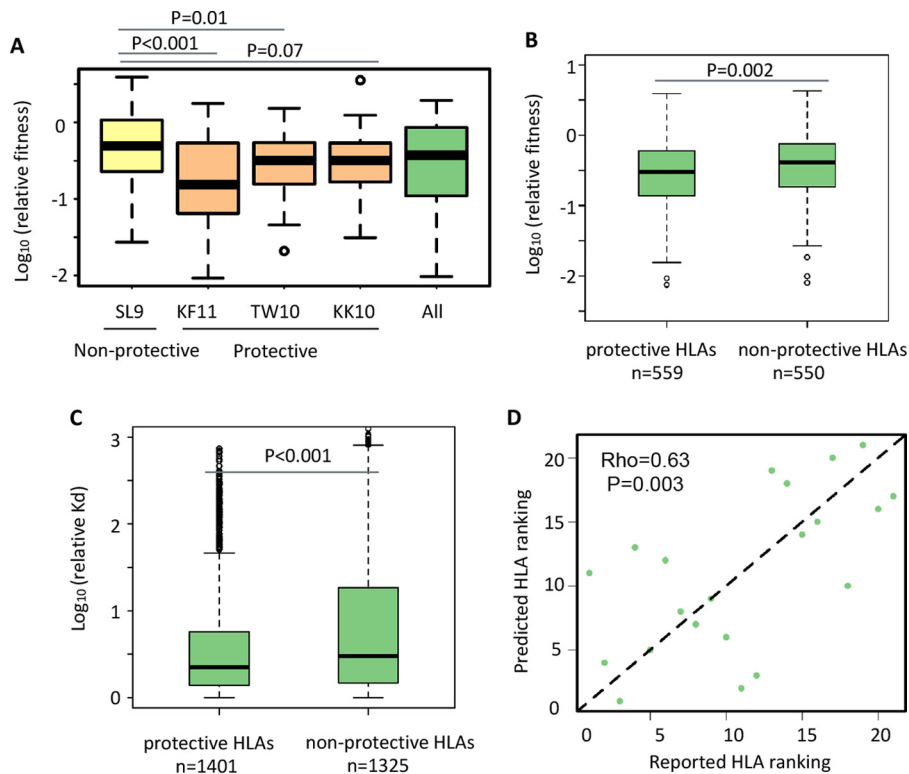 A
P=0.01
P<0.001
P=0.07
Log10 (relative fitness)
0
-1
-2
SL9
KF11
TW10
KK10
All
Non-protective
Protective
B
P=0.002
Log10 (relative fitness)
1
-0
-1
-2
protective HLAs
n=559
non-protective HLAs
n=550
C
P<0.001
Log10 (relative Kd)
3
2
1
0
protective HLAs
n=1401
non-protective HLAs
n=1325
D
Rho=0.63
P=0.003
Predicted HLA ranking
20
15
10
5
0
0 5 10 15 20
Reported HLA ranking